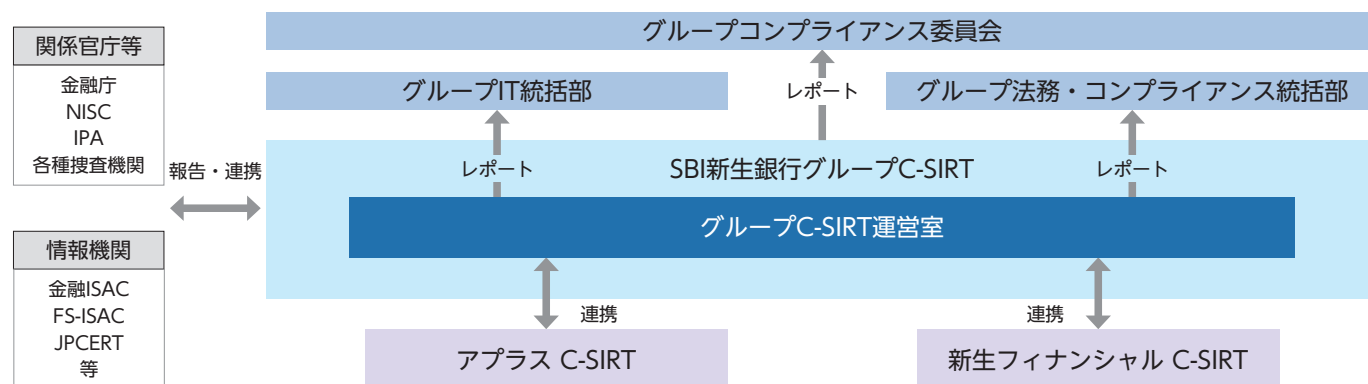 グループコンプライアンス委員会
関係官庁等
金融庁
NISC
IPA
各種捜査機関
グループIT統括部
レポート
グループ法務・コンプライアンス統括部
報告・連携
レポート
SBI新生銀行グループC-SIRT
レポート
グループC-SIRT運営室
情報機関
金融ISAC
FS-ISAC
JPCERT
等
連携
連携
アプラス C-SIRT
新生フィナンシャル C-SIRT